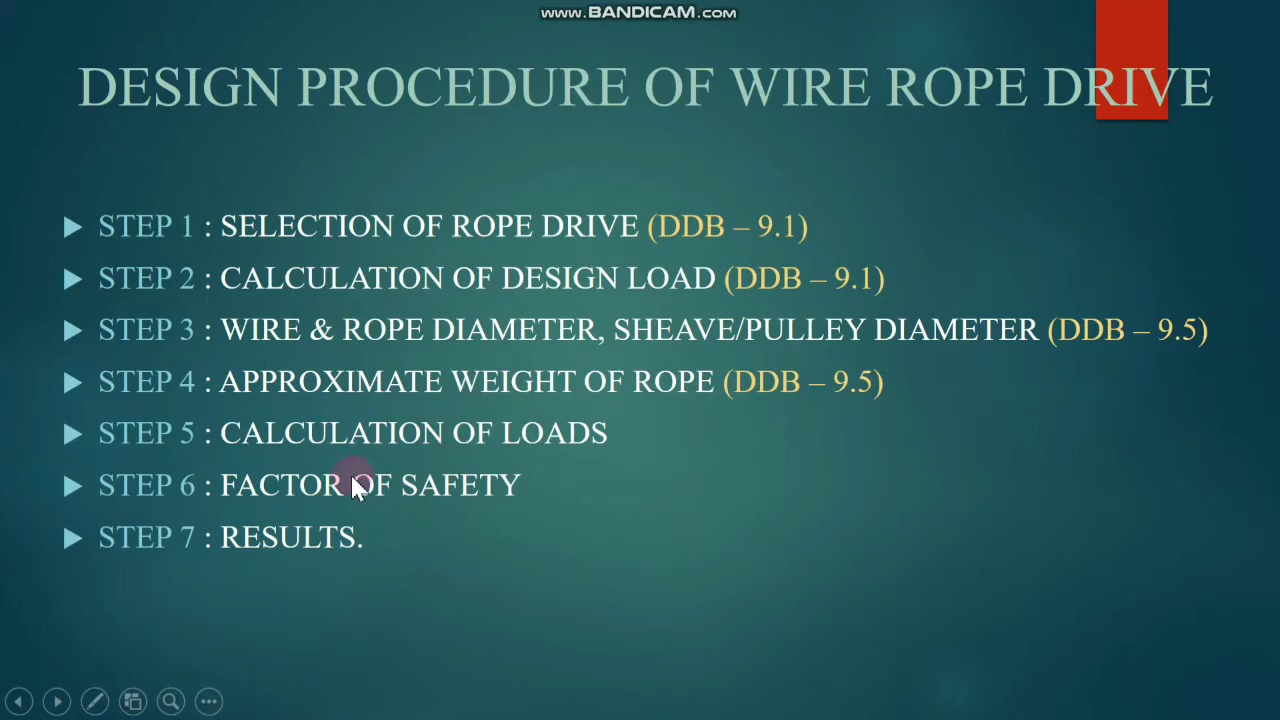 www.BANDICAM.com
DESIGN PROCEDURE OF WIRE ROPE DRIVE
STEP 1 : SELECTION OF ROPE DRIVE (DDB – 9.1)
STEP 2 : CALCULATION OF DESIGN LOAD (DDB – 9.1)
STEP 3 : WIRE & ROPE DIAMETER, SHEAVE/PULLEY DIAMETER (DDB – 9.5)
STEP 4 : APPROXIMATE WEIGHT OF ROPE (DDB – 9.5)
STEP 5 : CALCULATION OF LOADS
STEP 6 : FACTOR OF SAFETY
STEP 7 : RESULTS.